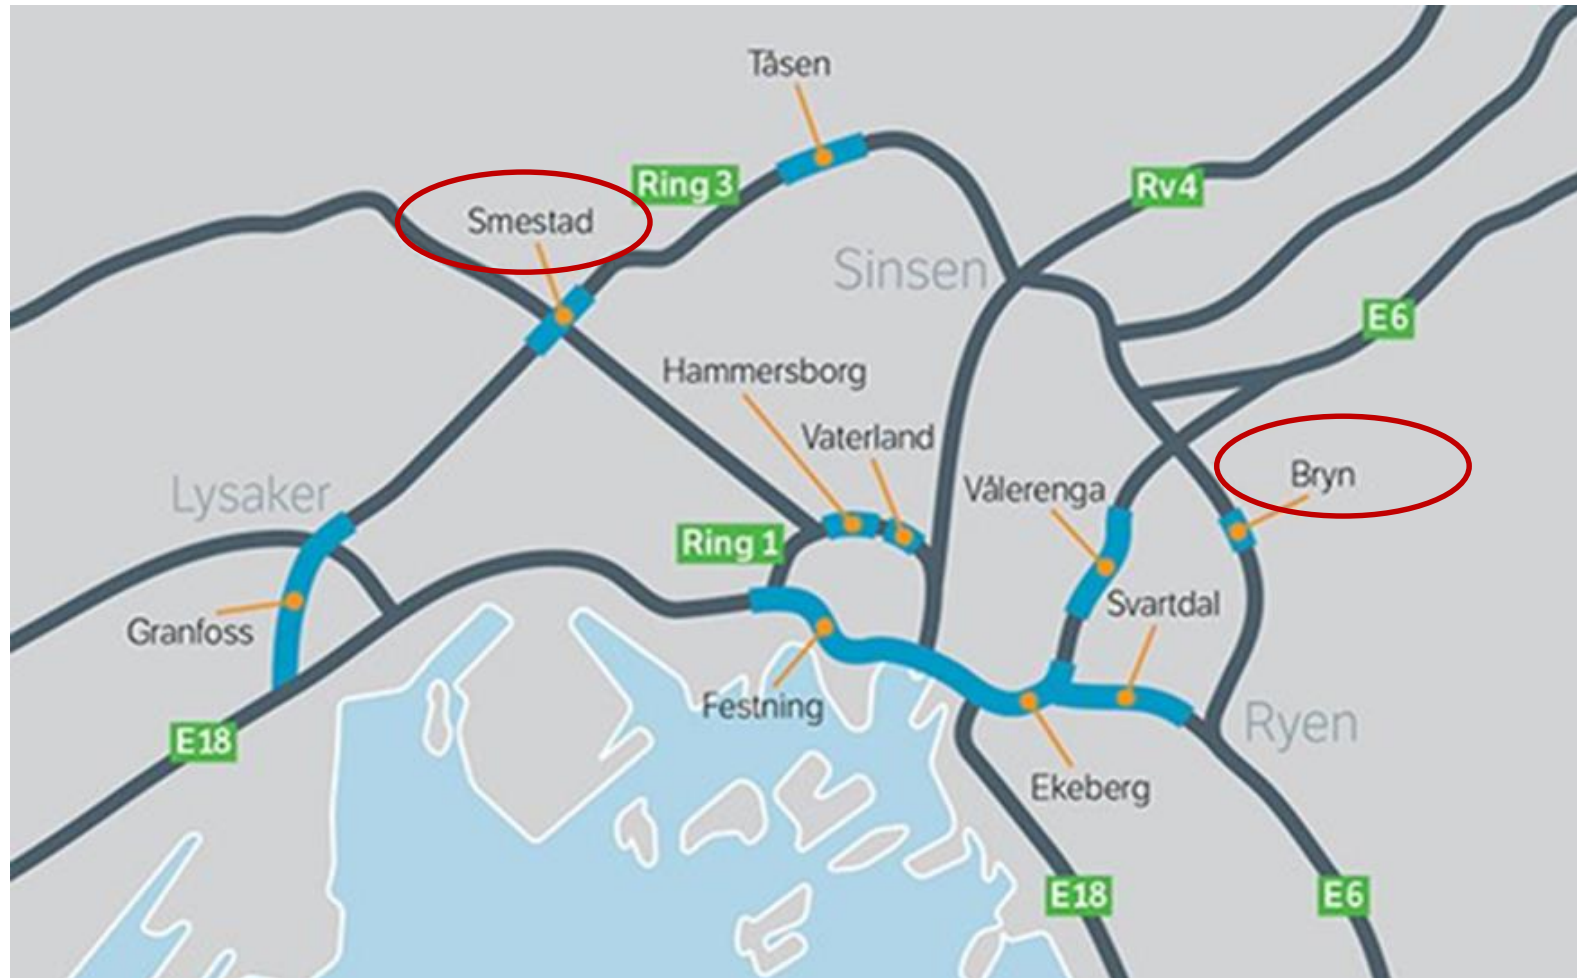 Tåsen
Ring 3
Rv4
Smestad
Sinsen
E6
Hammersborg
Vaterland
Bryn
Lysaker
Vålerenga
Ring 1
Svartdal
Granfoss
Festning
Ryen
E18
Ekeberg
E18
E6